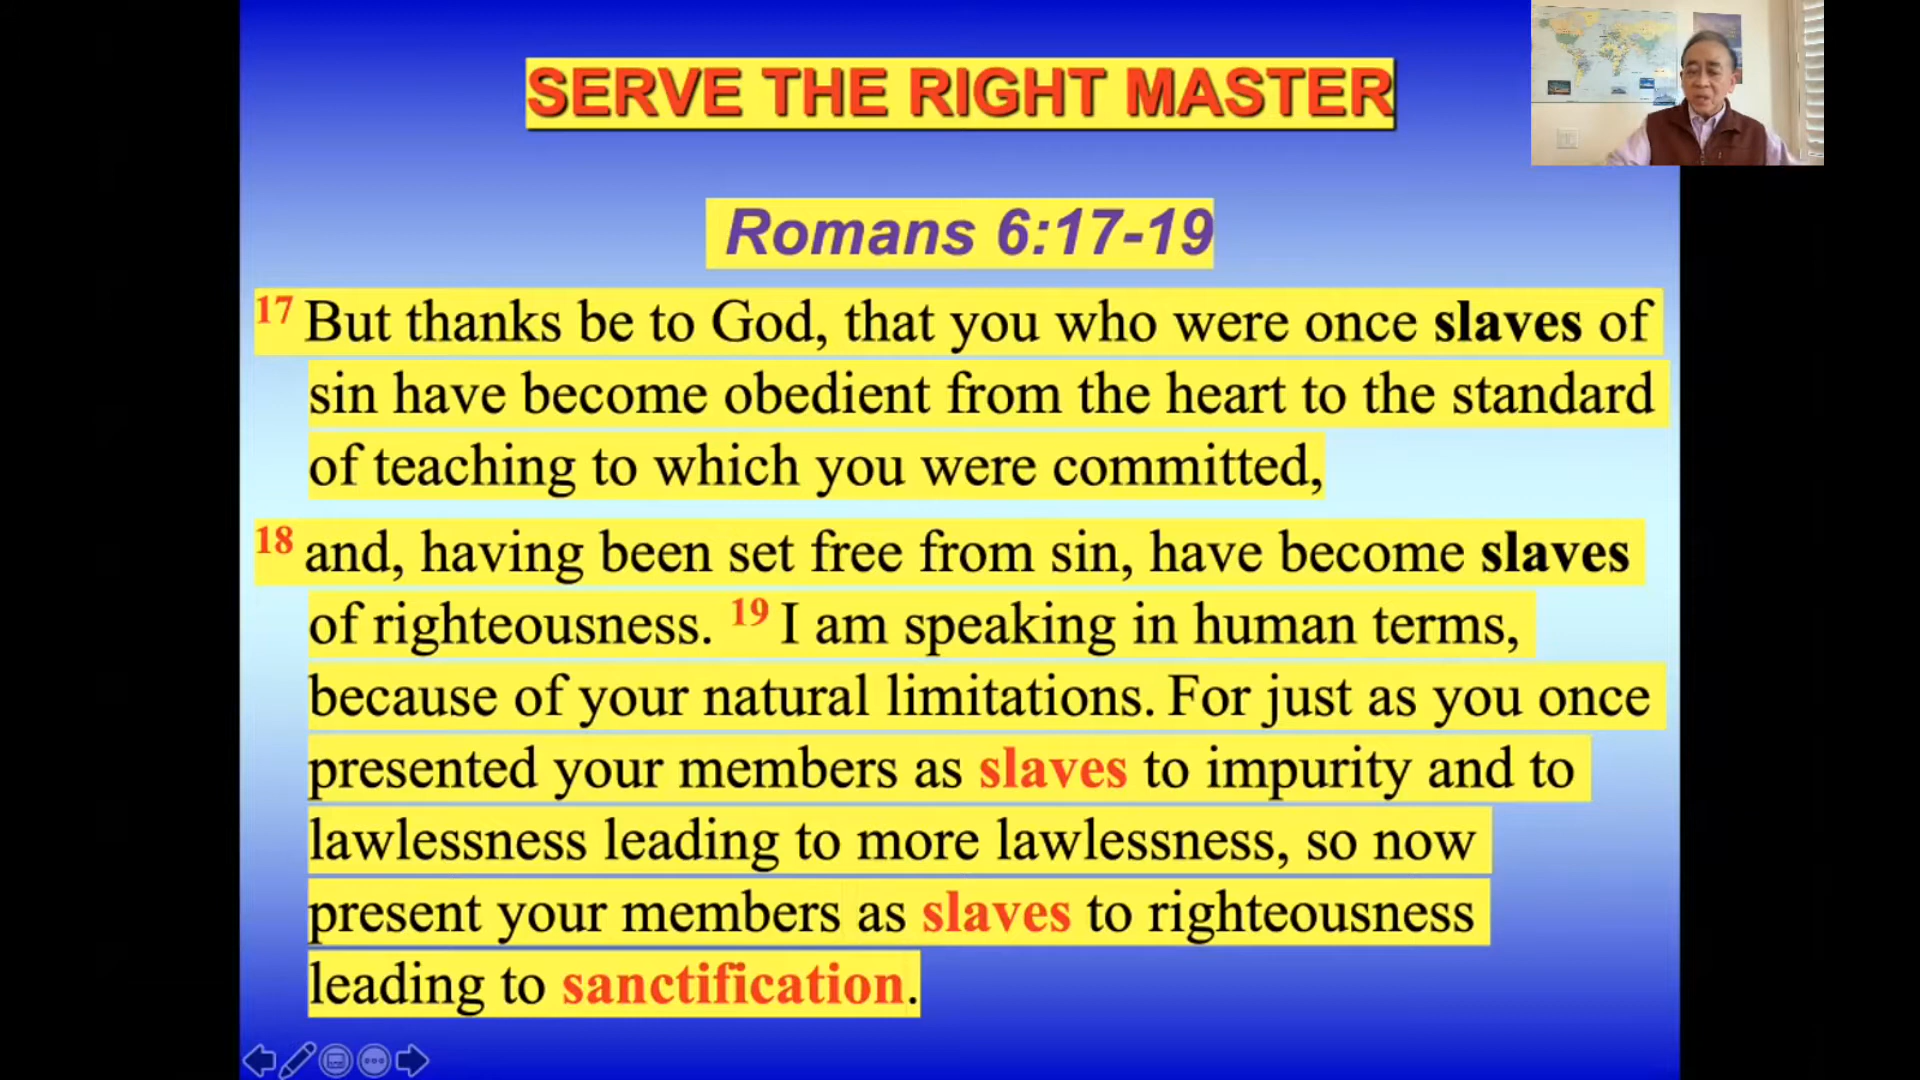 SERVE THE RIGHT MASTER
Romans 6:17-19
17 But thanks be to God, that you who were once slaves of
sin have become obedient from the heart to the standard
of teaching to which you were committed,
18 and, having been set free from sin, have become slaves
of righteousness. 19 I am speaking in human terms,
because of your natural limitations. For just as you once
presented your members as slaves to impurity and to
lawlessness leading to more lawlessness, so now
present your members as slaves to righteousness
leading to sanctification.